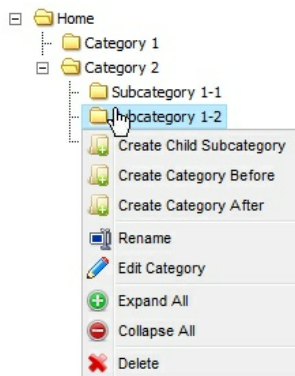 Home
Category 1
Category 2
Subcategory 1-1
Subcategory 1-2
Create Child Subcategory
Create Category Before
Create Category After
Rename
Edit Category
Expand All
Collapse All
Delete